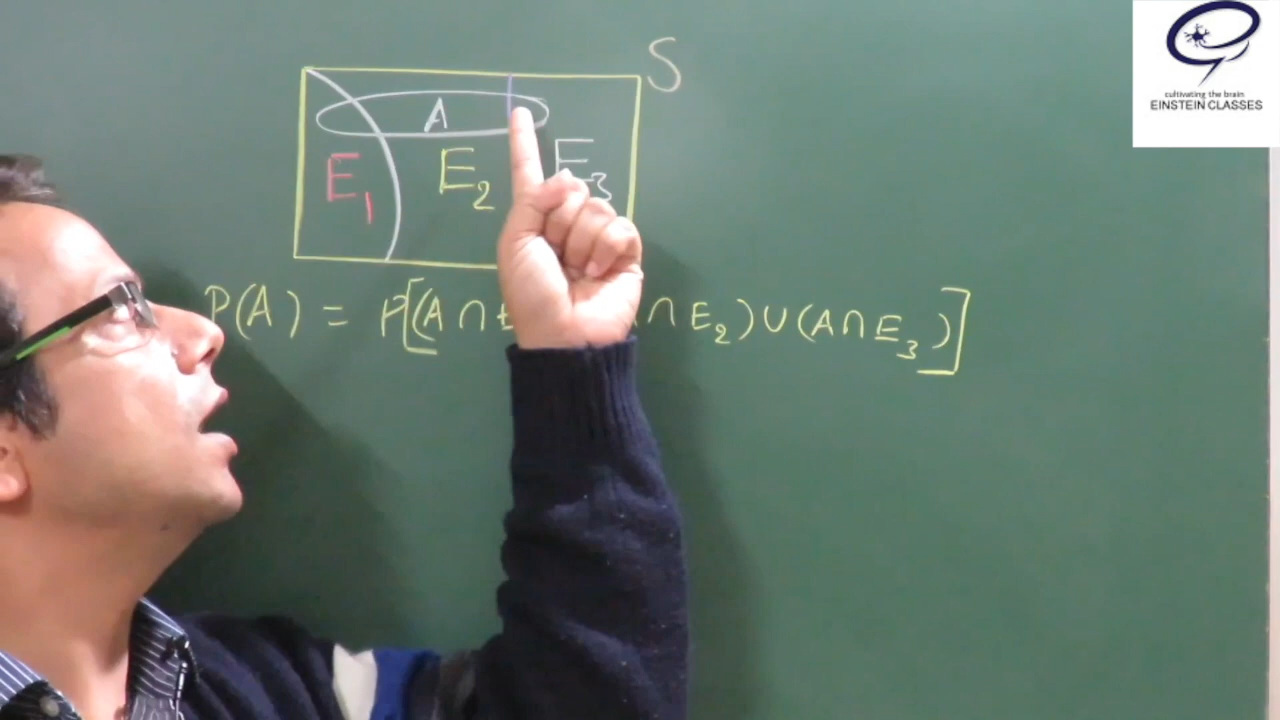 S
A
E₁ E₂ E₃
P(A) = P[(A ∩ E ∩ E₂) ∪ (A ∩ E₃)]
cultivating the brain
EINSTEIN CLASSES